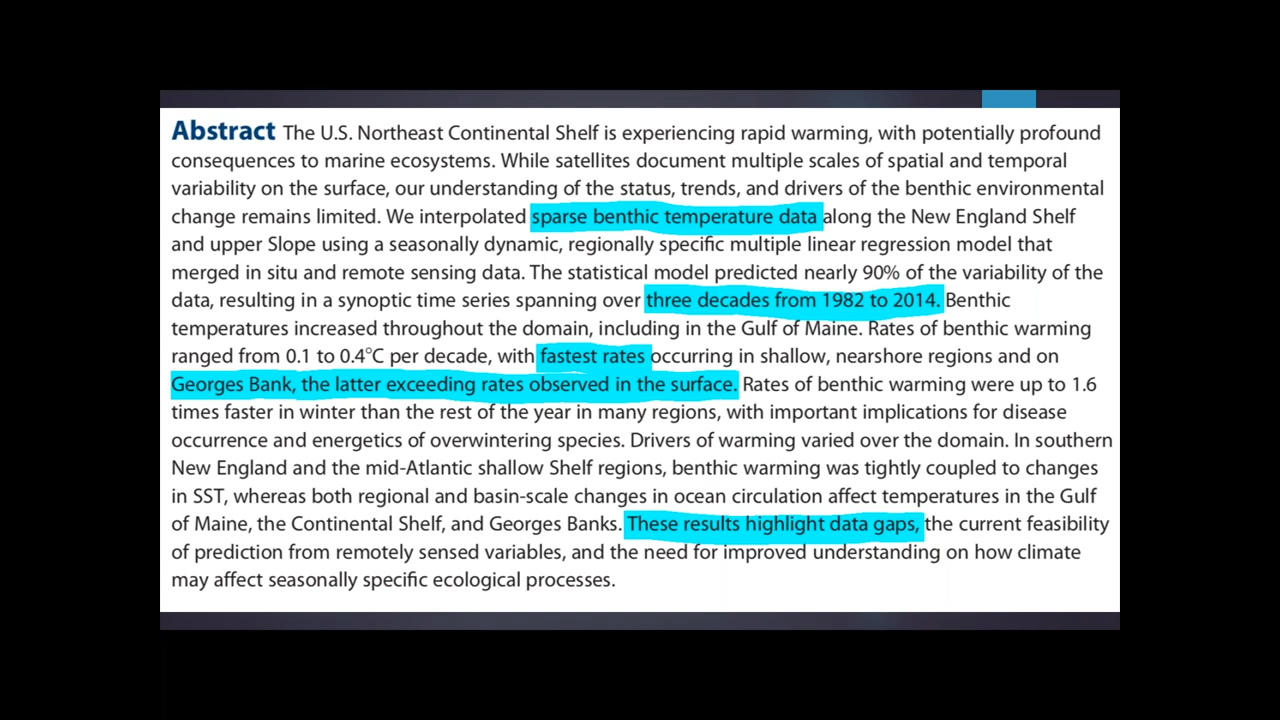 Abstract The U.S. Northeast Continental Shelf is experiencing rapid warming, with potentially profound
consequences to marine ecosystems. While satellites document multiple scales of spatial and temporal
variability on the surface, our understanding of the status, trends, and drivers of the benthic environmental
change remains limited. We interpolated sparse benthic temperature data along the New England Shelf
and upper Slope using a seasonally dynamic, regionally specific multiple linear regression model that
merged in situ and remote sensing data. The statistical model predicted nearly 90% of the variability of the
data, resulting in a synoptic time series spanning over three decades from 1982 to 2014. Benthic
temperatures increased throughout the domain, including in the Gulf of Maine. Rates of benthic warming
ranged from 0.1 to 0.4°C per decade, with fastest rates occurring in shallow, nearshore regions and on
Georges Bank, the latter exceeding rates observed in the surface. Rates of benthic warming were up to 1.6
times faster in winter than the rest of the year in many regions, with important implications for disease
occurrence and energetics of overwintering species. Drivers of warming varied over the domain. In southern
New England and the mid-Atlantic shallow Shelf regions, benthic warming was tightly coupled to changes
in SST, whereas both regional and basin-scale changes in ocean circulation affect temperatures in the Gulf
of Maine, the Continental Shelf, and Georges Banks. These results highlight data gaps, the current feasibility
of prediction from remotely sensed variables, and the need for improved understanding on how climate
may affect seasonally specific ecological processes.